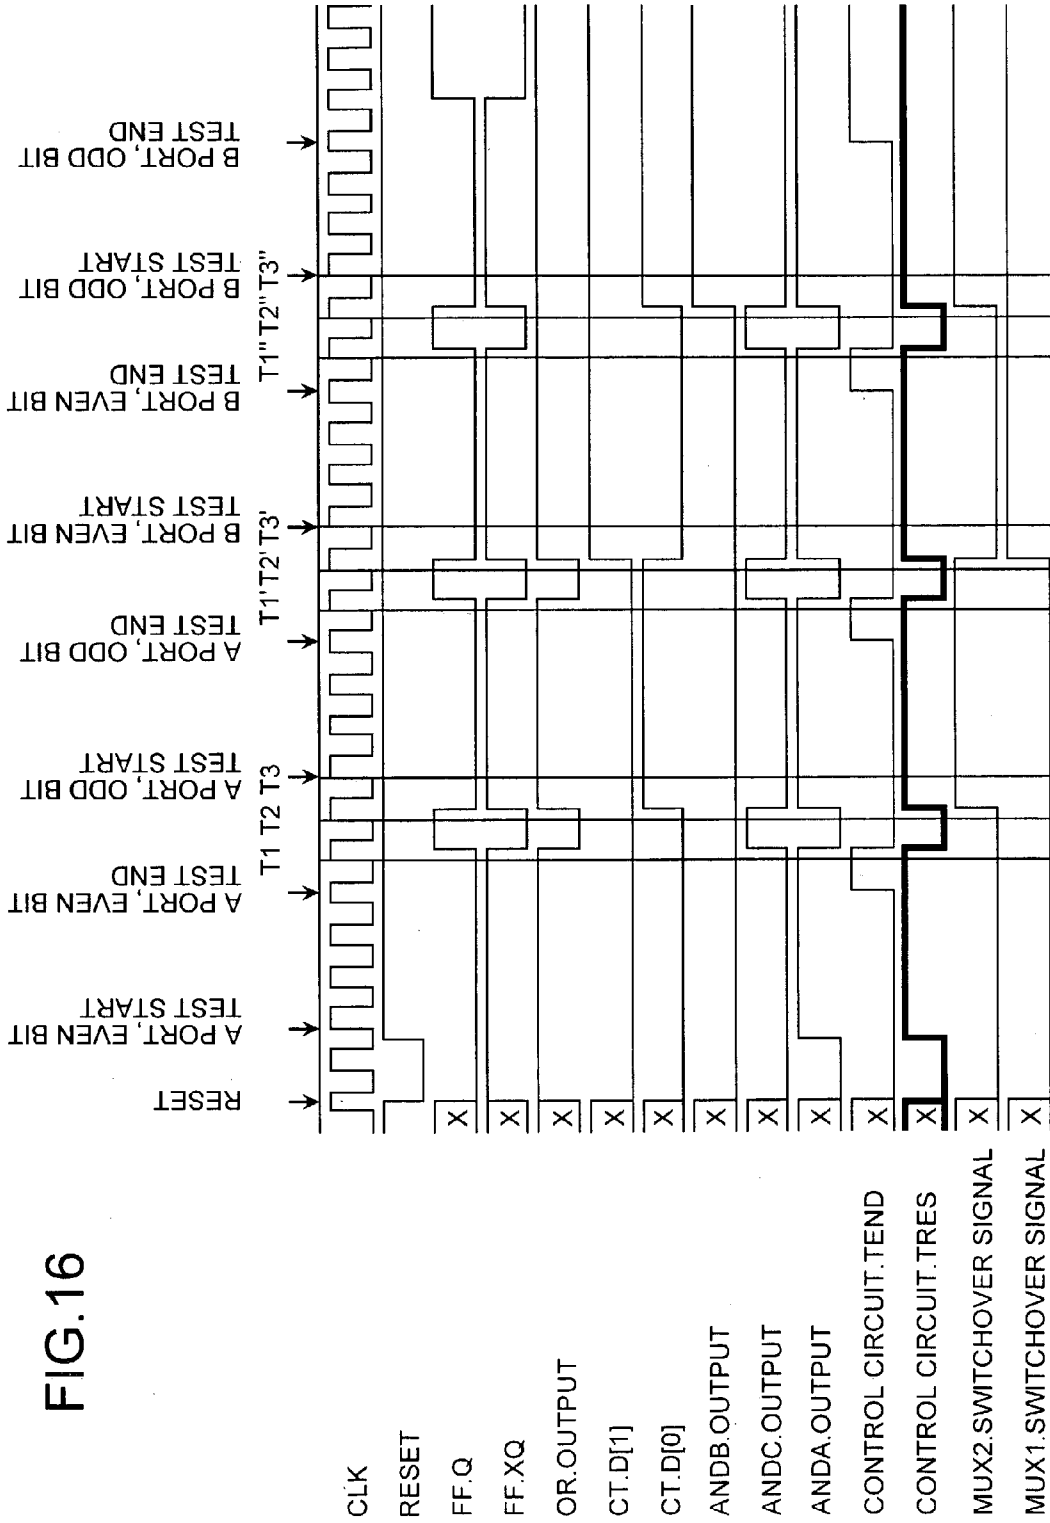 FIG.16
RESET
A PORT, EVEN BIT
TEST START
A PORT, EVEN BIT
TEST END
T1 T2 T3
A PORT, ODD BIT
TEST START
A PORT, ODD BIT
TEST END
T1' T2' T3'
B PORT, EVEN BIT
TEST START
B PORT, EVEN BIT
TEST END
T1" T2" T3"
B PORT, ODD BIT
TEST START
B PORT, ODD BIT
TEST END
CLK
RESET
FF.Q X
FF.XQ X
OR.OUTPUT X
CT.D[1] X
CT.D[0] X
ANDB.OUTPUT X
ANDC.OUTPUT X
ANDA.OUTPUT X
CONTROL CIRCUIT.TEND X
CONTROL CIRCUIT.TRES X
MUX2.SWITCHOVER SIGNAL X
MUX1.SWITCHOVER SIGNAL X